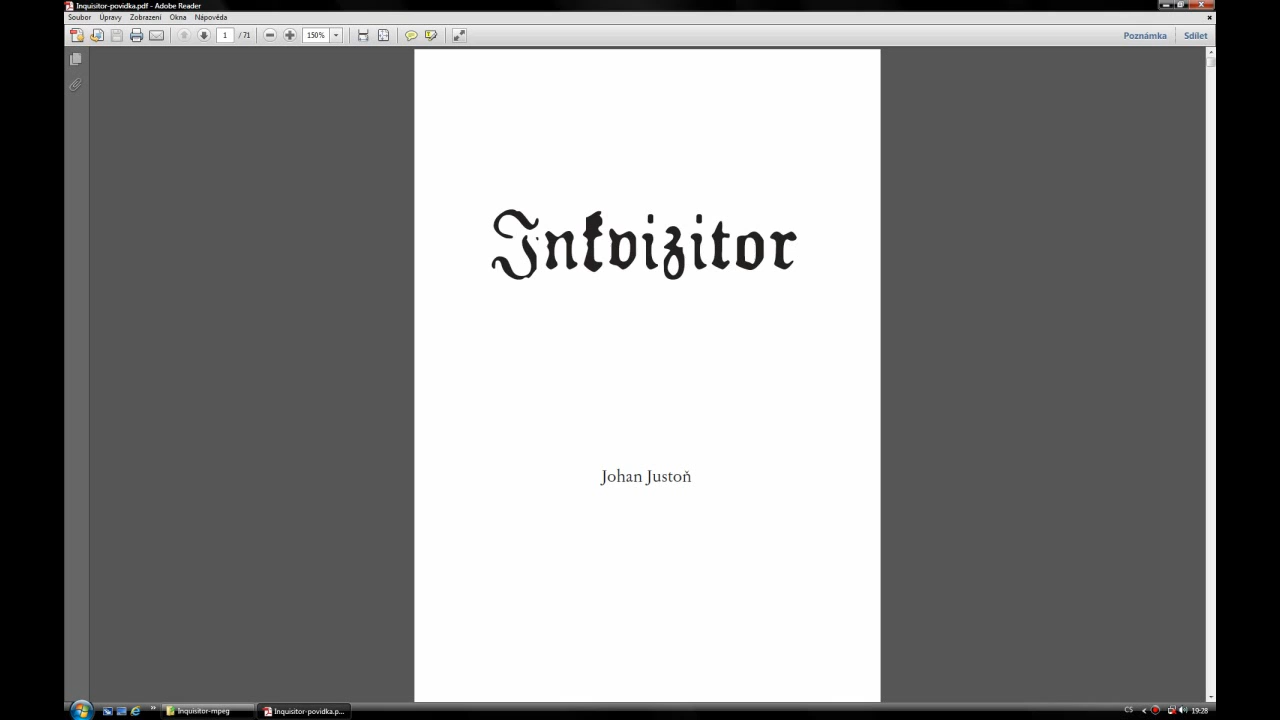 Inquisitor-povidka.pdf - Adobe Reader
Soubor Úpravy Zobrazení Okna Nápověda
1 / 71 150% Poznámka Sdílet
Inkvizitor
Johan Justoň
Inquisitor-mpeg Inquisitor-povidka.p... CS 19:28